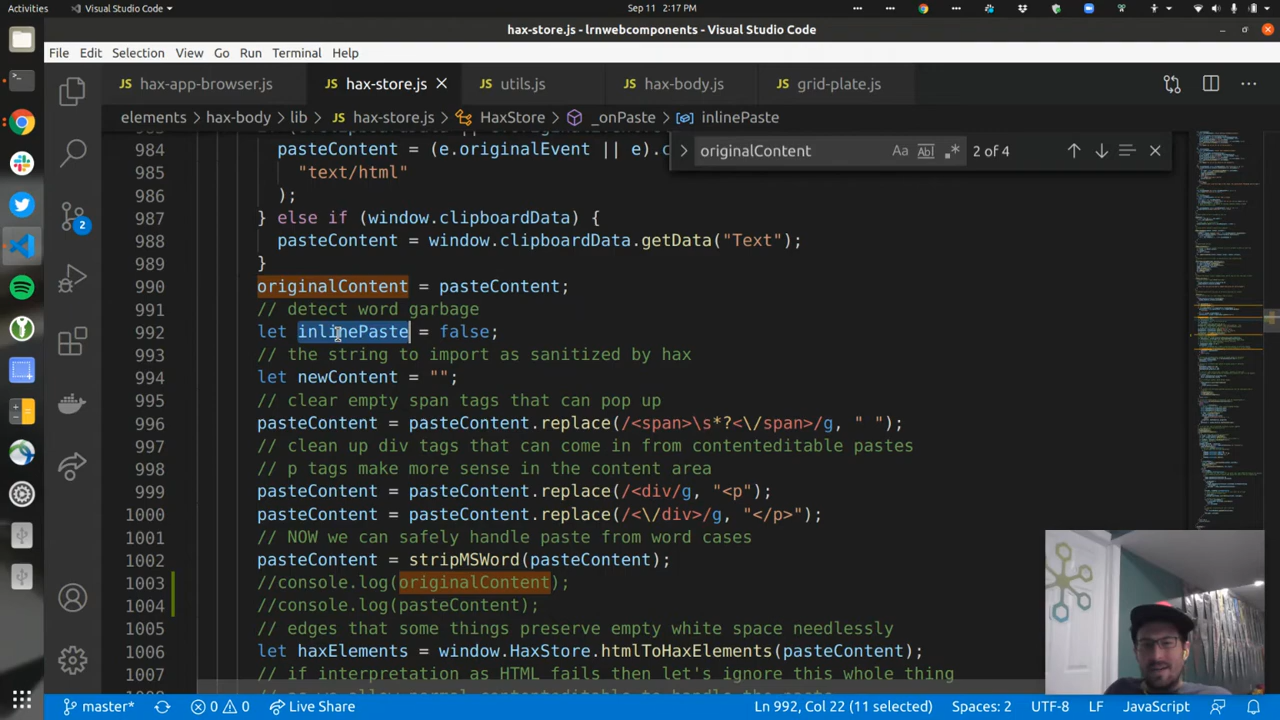 Activities
Visual Studio Code
Sep 11 2:17 PM
hax-store.js - lrnwebcomponents - Visual Studio Code
File Edit Selection View Go Run Terminal Help
hax-app-browser.js hax-store.js utils.js hax-body.js grid-plate.js
elements > hax-body > lib > hax-store.js > HaxStore > _onPaste > inlinePaste
originalContent Aa Abl .* 2 of 4
984 pasteContent = (e.originalEvent || e).c
985 "text/html"
986 );
987 } else if (window.clipboardData) {
988 pasteContent = window.clipboardData.getData("Text");
989 }
990 originalContent = pasteContent;
991 // detect word garbage
992 let inlinePaste = false;
993 // the string to import as sanitized by hax
994 let newContent = "";
995 // clear empty span tags that can pop up
996 pasteContent = pasteContent.replace(/<span>\s*?<\/span>/g, " ");
997 // clean up div tags that can come in from contenteditable pastes
998 // p tags make more sense in the content area
999 pasteContent = pasteContent.replace(/<div/g, "<p");
1000 pasteContent = pasteContent.replace(/<\/div>/g, "</p>");
1001 // NOW we can safely handle paste from word cases
1002 pasteContent = stripMSWord(pasteContent);
1003 //console.log(originalContent);
1004 //console.log(pasteContent);
1005 // edges that some things preserve empty white space needlessly
1006 let haxElements = window.HaxStore.htmlToHaxElements(pasteContent);
1007 // if interpretation as HTML fails then let's ignore this whole thing
2
master* 0 0 Live Share Ln 992, Col 22 (11 selected) Spaces: 2 UTF-8 LF JavaScript